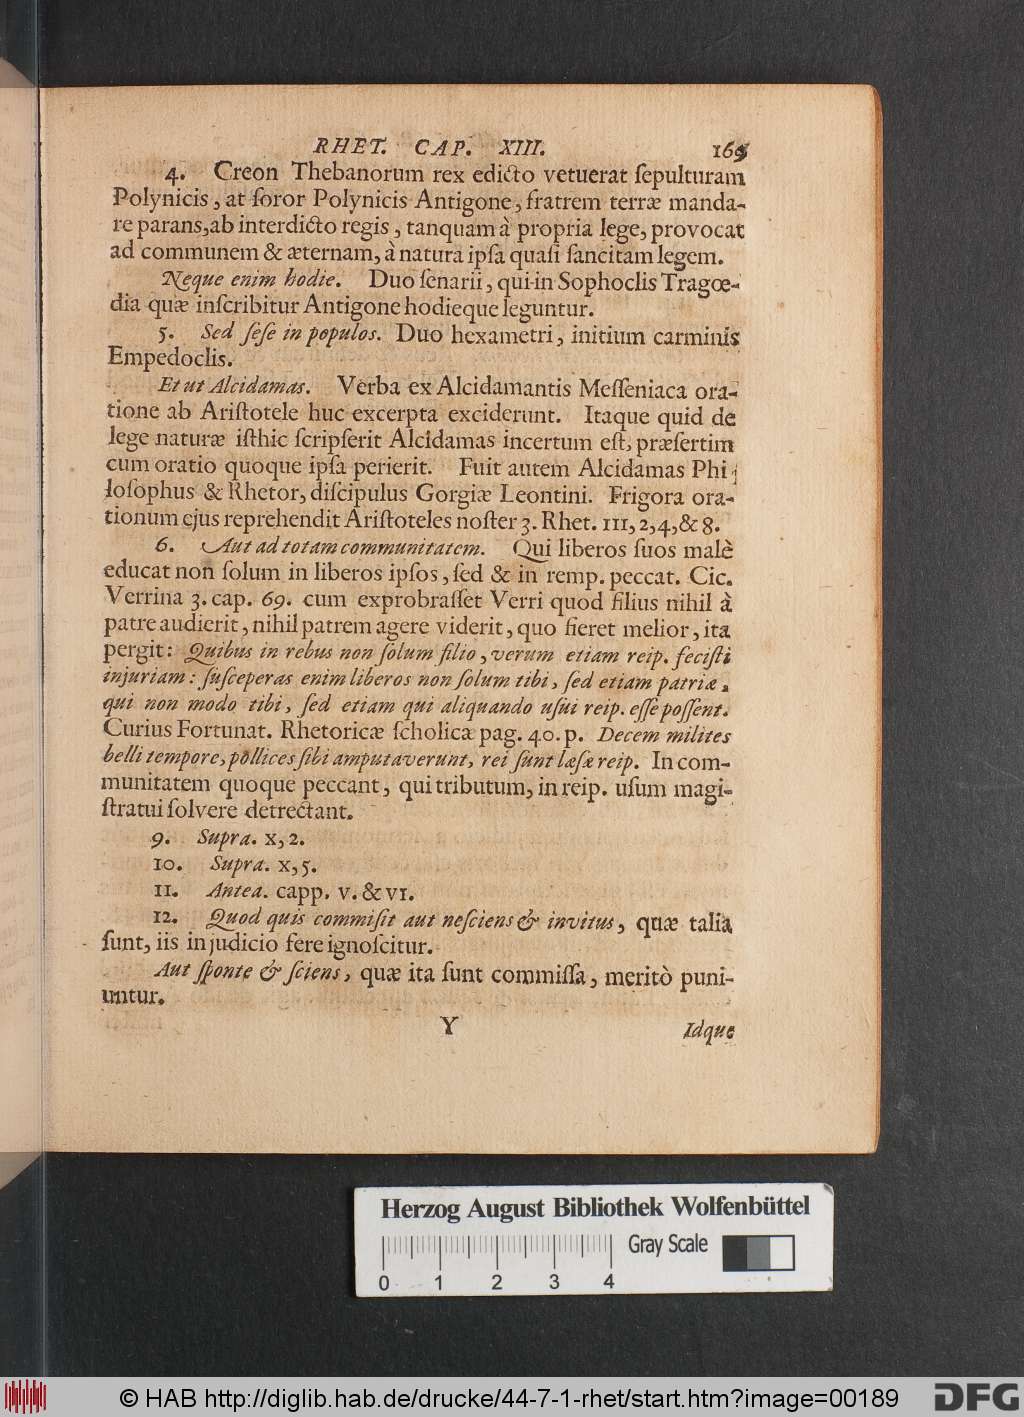 RHET. CAP. XIII. 169
4. Creon Thebanorum rex edicto vetuerat ſepulturam
Polynicis, at ſoror Polynicis Antigone, fratrem terræ manda-
re parans, ab interdicto regis, tanquam à propria lege, provocat
ad communem & æternam, à natura ipſa quaſi ſancitam legem.
Neque enim hodie. Duo ſenarii, qui in Sophoclis Tragœ-
dia quæ inſcribitur Antigone hodieque leguntur.
5. Sed ſeſe in populos. Duo hexametri, initium carminis
Empedoclis.
Et ut Alcidamas. Verba ex Alcidamantis Meſſeniaca ora-
tione ab Ariſtotele huc excerpta exciderunt. Itaque quid de
lege naturæ iſthic ſcripſerit Alcidamas incertum eſt, præſertim
cum oratio quoque ipſa perierit. Fuit autem Alcidamas Phi-
loſophus & Rhetor, diſcipulus Gorgiæ Leontini. Frigora ora-
tionum ejus reprehendit Ariſtoteles noſter 3. Rhet. III, 2, 4, & 8.
6. Aut ad totam communitatem. Qui liberos ſuos malè
educat non ſolum in liberos ipſos, ſed & in remp. peccat. Cic.
Verrina 3. cap. 69. cum exprobraſſet Verri quod filius nihil à
patre audierit, nihil patrem agere viderit, quo fieret melior, ita
pergit: Quibus in rebus non ſolum filio, verum etiam reip. feciſti
injuriam: ſuſceperas enim liberos non ſolum tibi, ſed etiam patriæ,
qui non modo tibi, ſed etiam qui aliquando uſui reip. eſſe poſſent.
Curius Fortunat. Rhetoricæ ſcholicæ pag. 40. p. Decem milites
belli tempore, pollices ſibi amputaverunt, rei ſunt læſæ reip. In com-
munitatem quoque peccant, qui tributum, in reip. uſum magi-
ſtratui ſolvere detrectant.
9. Supra. X, 2.
10. Supra. X, 5.
11. Antea. capp. V. & VI.
12. Quod quis commiſit aut neſciens & invitus, quæ talia
ſunt, iis in judicio fere ignoſcitur.
Aut ſponte & ſciens, quæ ita ſunt commiſſa, meritò puni-
untur.
Y Idque
Herzog August Bibliothek Wolfenbüttel
Gray Scale
0 1 2 3 4
© HAB http://diglib.hab.de/drucke/44-7-1-rhet/start.htm?image=00189
DFG